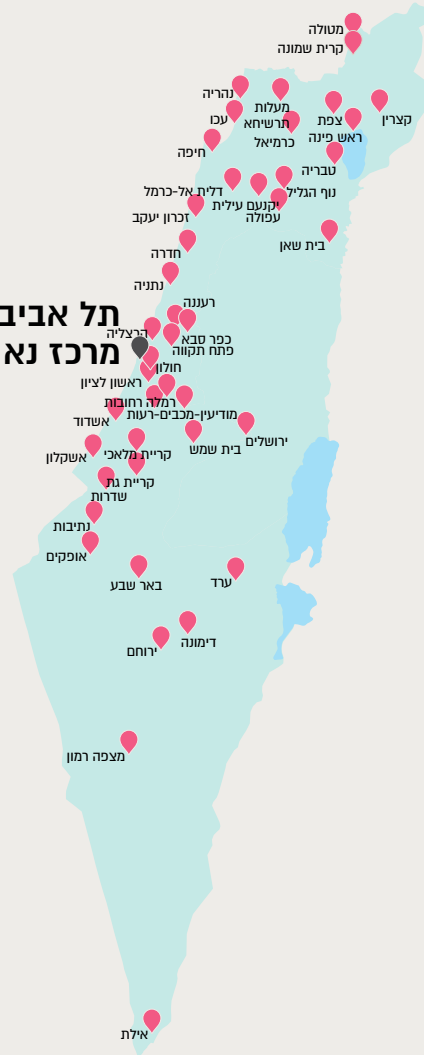 מטולה
קרית שמונה
נהריה
מעלות
תרשיחא
צפת
קצרין
עכו
כרמיאל
ראש פינה
חיפה
טבריה
דלית אל-כרמל
נוף הגליל
יקנעם עילית
זכרון יעקב
עפולה
בית שאן
חדרה
נתניה
רעננה
תל אביב
הרצליה
כפר סבא
מרכז נא
פתח תקווה
חולון
ראשון לציון
רמלה
רחובות
מודיעין-מכבים-רעות
אשדוד
ירושלים
בית שמש
קריית מלאכי
אשקלון
קריית גת
שדרות
נתיבות
אופקים
באר שבע
ערד
דימונה
ירוחם
מצפה רמון
אילת